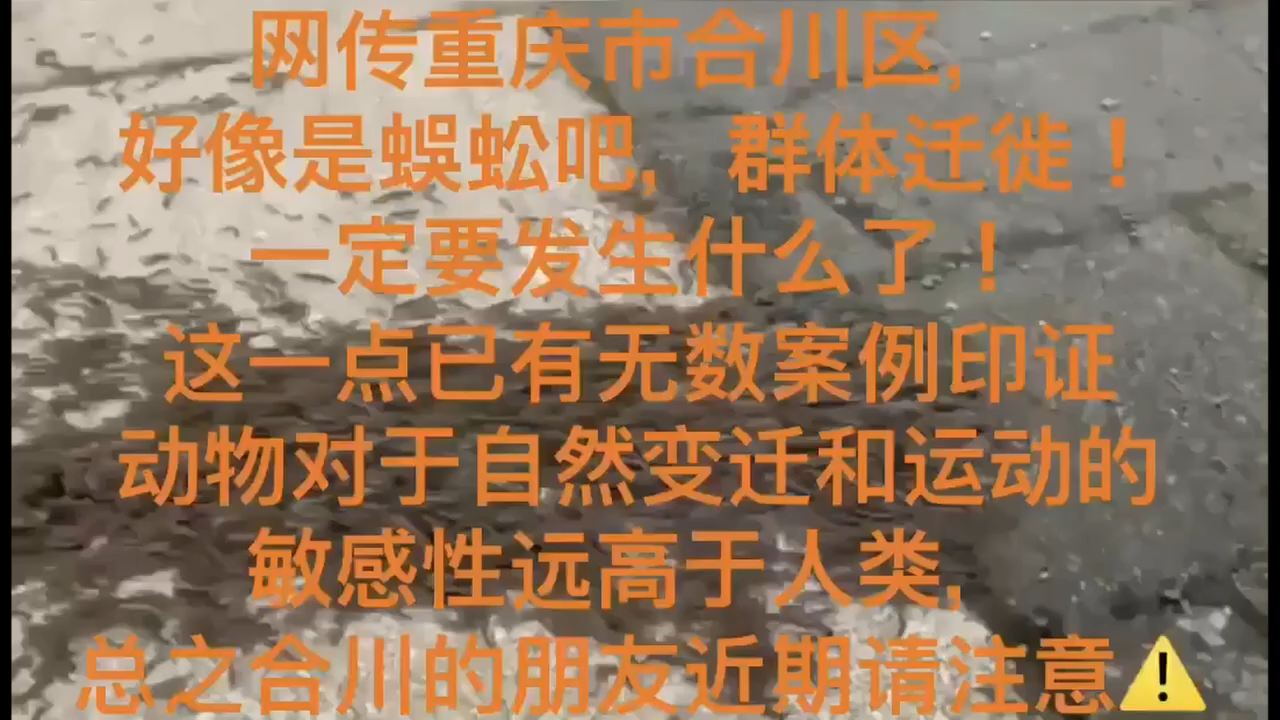 网传重庆市合川区,
好像是蜈蚣吧,群体迁徙！
一定要发生什么了！
这一点已有无数案例印证
动物对于自然变迁和运动的
敏感性远高于人类,
总之合川的朋友近期请注意⚠️